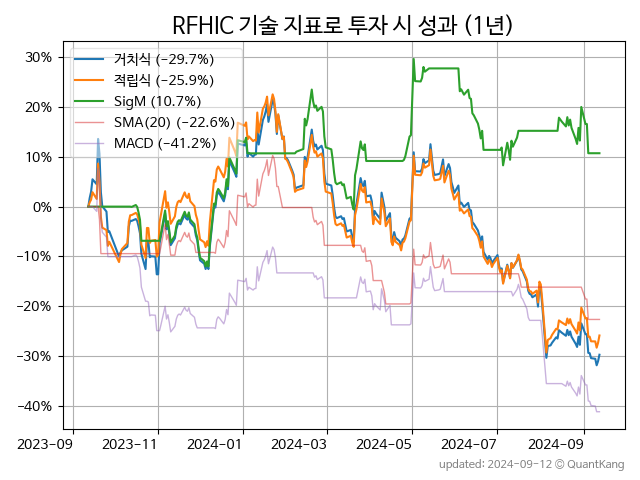 RFHIC 기술 지표로 투자 시 성과 (1년)
30%
20%
10%
0%
−10%
−20%
−30%
−40%
거치식 (−29.7%)
적립식 (−25.9%)
SigM (10.7%)
SMA(20) (−22.6%)
MACD (−41.2%)
2023-09
2023-11
2024-01
2024-03
2024-05
2024-07
2024-09
updated: 2024-09-12 © QuantKang